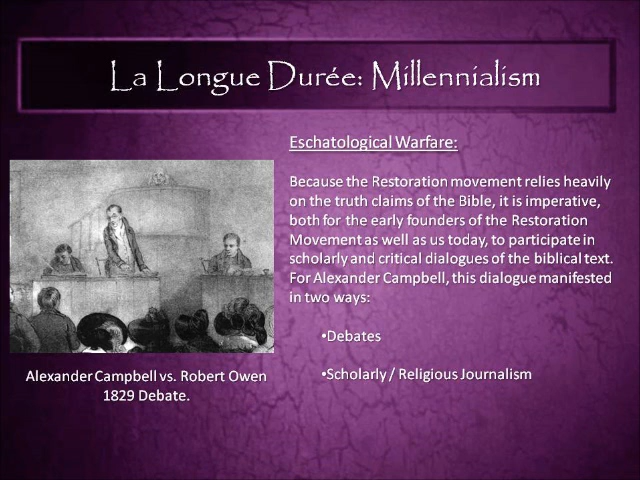 La Longue Durée: Millennialism
Eschatological Warfare:
Because the Restoration movement relies heavily
on the truth claims of the Bible, it is imperative,
both for the early founders of the Restoration
Movement as well as us today, to participate in
scholarly and critical dialogues of the biblical text.
For Alexander Campbell, this dialogue manifested
in two ways:
•Debates
•Scholarly / Religious Journalism
Alexander Campbell vs. Robert Owen
1829 Debate.